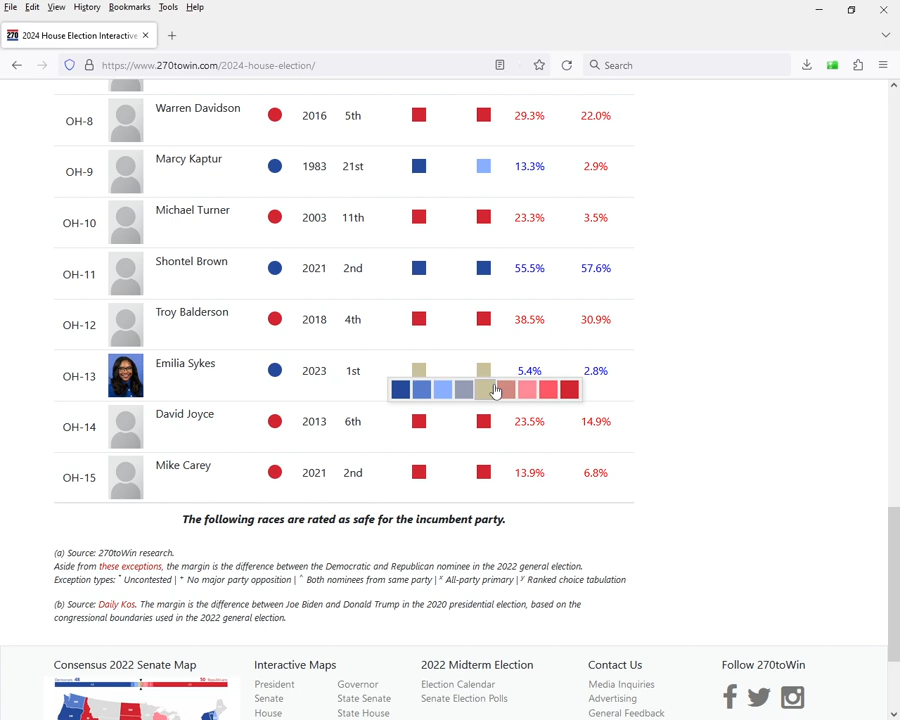 File Edit View History Bookmarks Tools Help
270 2024 House Election Interactive
https://www.270towin.com/2024-house-election/ Search
OH-8 Warren Davidson 2016 5th 29.3% 22.0%
OH-9 Marcy Kaptur 1983 21st 13.3% 2.9%
OH-10 Michael Turner 2003 11th 23.3% 3.5%
OH-11 Shontel Brown 2021 2nd 55.5% 57.6%
OH-12 Troy Balderson 2018 4th 38.5% 30.9%
OH-13 Emilia Sykes 2023 1st 5.4% 2.8%
OH-14 David Joyce 2013 6th 23.5% 14.9%
OH-15 Mike Carey 2021 2nd 13.9% 6.8%
The following races are rated as safe for the incumbent party.
(a) Source: 270toWin research.
Aside from these exceptions, the margin is the difference between the Democratic and Republican nominee in the 2022 general election.
Exception types: * Uncontested | + No major party opposition | ^ Both nominees from same party | x All-party primary | y Ranked choice tabulation
(b) Source: Daily Kos. The margin is the difference between Joe Biden and Donald Trump in the 2020 presidential election, based on the
congressional boundaries used in the 2022 general election.
Consensus 2022 Senate Map Interactive Maps 2022 Midterm Election Contact Us Follow 270toWin
President Governor Election Calendar Media Inquiries
Senate State Senate Senate Election Polls Advertising
House State House General Feedback